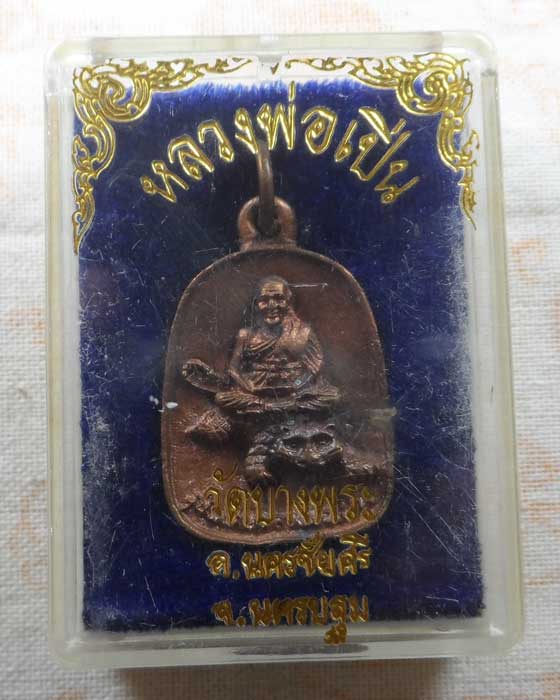 หลวงพ่อเปิ่น
วัดบางพระ
อ.นครชัยศรี
จ.นครปฐม